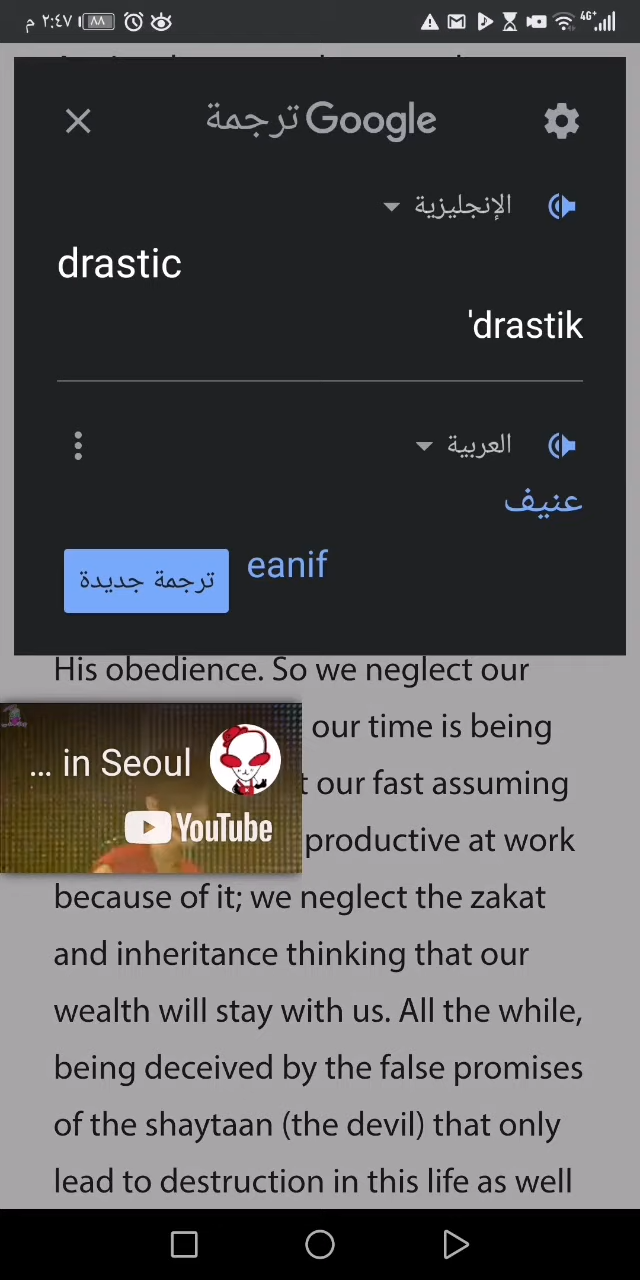 ٢:٤٧ م
٨٨
4G+
Google ترجمة
الإنجليزية
drastic
'drastik
العربية
عنيف
eanif
ترجمة جديدة
His obedience. So we neglect our
our time is being
... in Seoul
t our fast assuming
YouTube
productive at work
because of it; we neglect the zakat
and inheritance thinking that our
wealth will stay with us. All the while,
being deceived by the false promises
of the shaytaan (the devil) that only
lead to destruction in this life as well